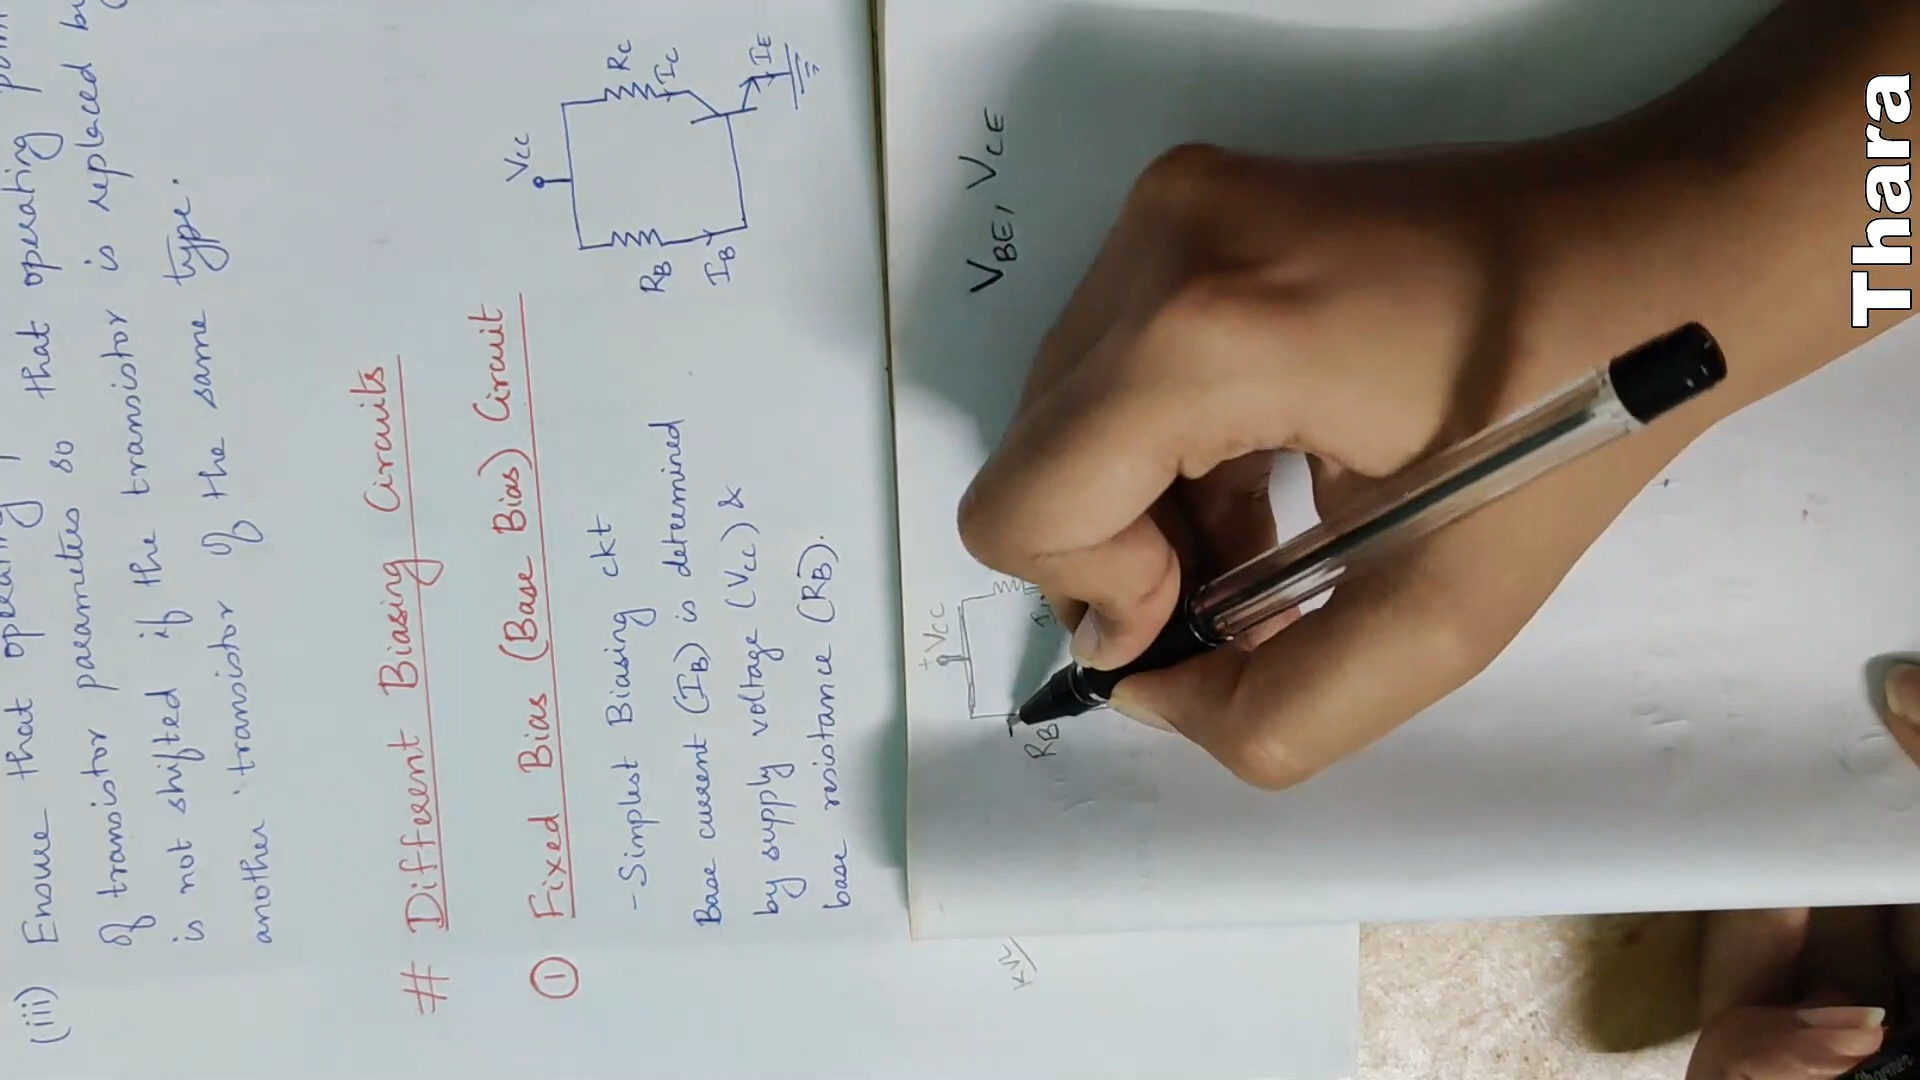 (iii) Ensure that that operating
of transistor parameters so
is not shifted if the transistor is replaced by
another transistor of the same type.
# Different Biasing Circuits
① Fixed Bias (Base Bias) Circuit
- Simplest Biasing ckt
Base current (IB) is determined
by supply voltage (Vcc) &
base resistance (RB).
Vcc
RB
RC
IC
IB
IE
VBE, VCE
+Vcc
RB
Thara